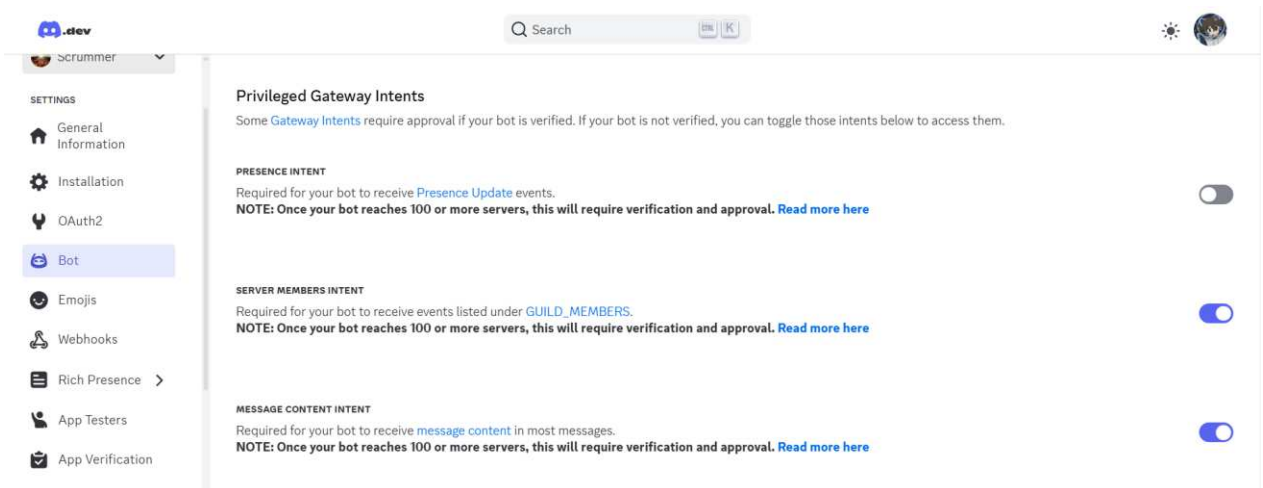 .dev
Search
K
Scrummer
SETTINGS
General
Information
Installation
OAuth2
Bot
Emojis
Webhooks
Rich Presence
App Testers
App Verification
Privileged Gateway Intents
Some Gateway Intents require approval if your bot is verified. If your bot is not verified, you can toggle those intents below to access them.
PRESENCE INTENT
Required for your bot to receive Presence Update events.
NOTE: Once your bot reaches 100 or more servers, this will require verification and approval. Read more here
SERVER MEMBERS INTENT
Required for your bot to receive events listed under GUILD_MEMBERS.
NOTE: Once your bot reaches 100 or more servers, this will require verification and approval. Read more here
MESSAGE CONTENT INTENT
Required for your bot to receive message content in most messages.
NOTE: Once your bot reaches 100 or more servers, this will require verification and approval. Read more here